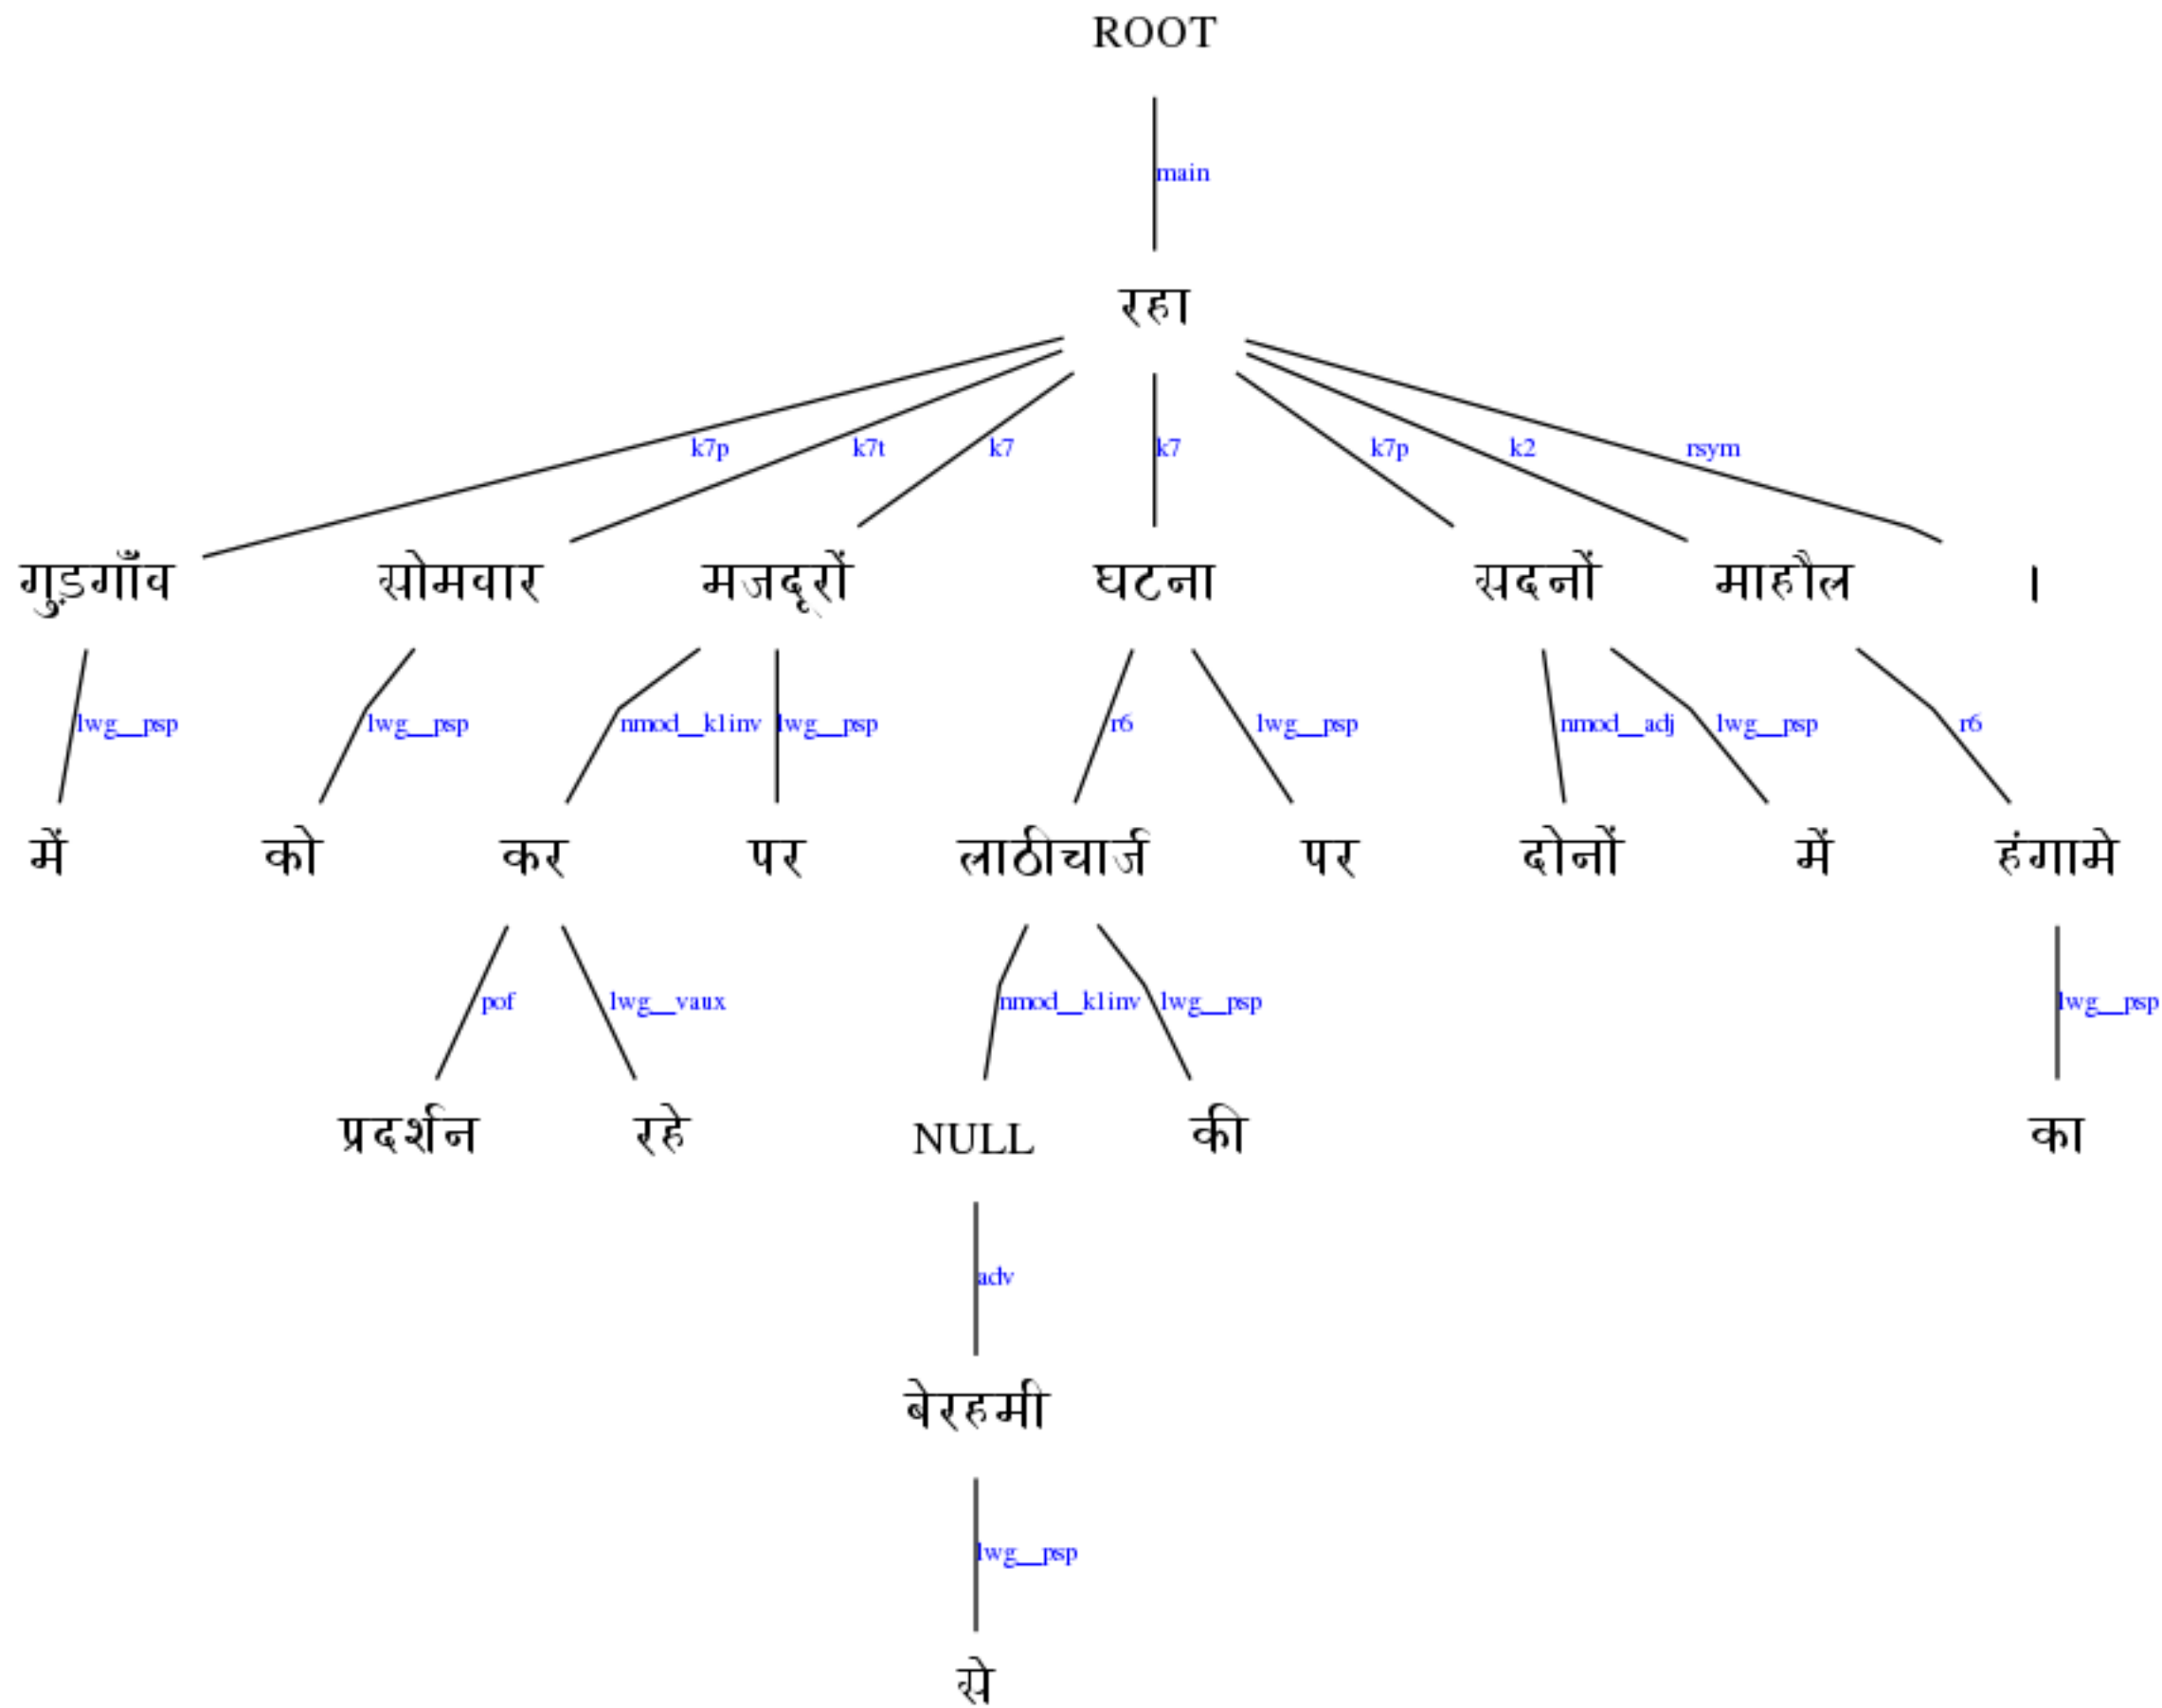 ROOT
main
रहा
k7p k7t k7 k7 k7p k2 rsym
गुड़गाँव सोमवार मजदूरों घटना सदनों माहौल ।
lwg__psp lwg__psp nmod__k1inv lwg__psp r6 lwg__psp nmod__adj lwg__psp r6
में को कर पर लाठीचार्ज पर दोनों में हंगामे
pof lwg__vaux nmod__k1inv lwg__psp lwg__psp
प्रदर्शन रहे NULL की का
adv
बेरहमी
lwg__psp
से